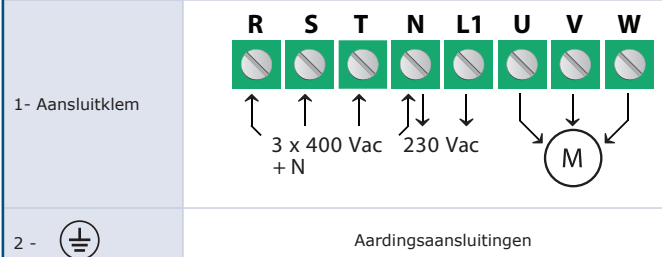 R S T N L1 U V W
1- Aansluitklem
3 x 400 Vac 230 Vac
+ N
M
2 -
Aardingsaansluitingen